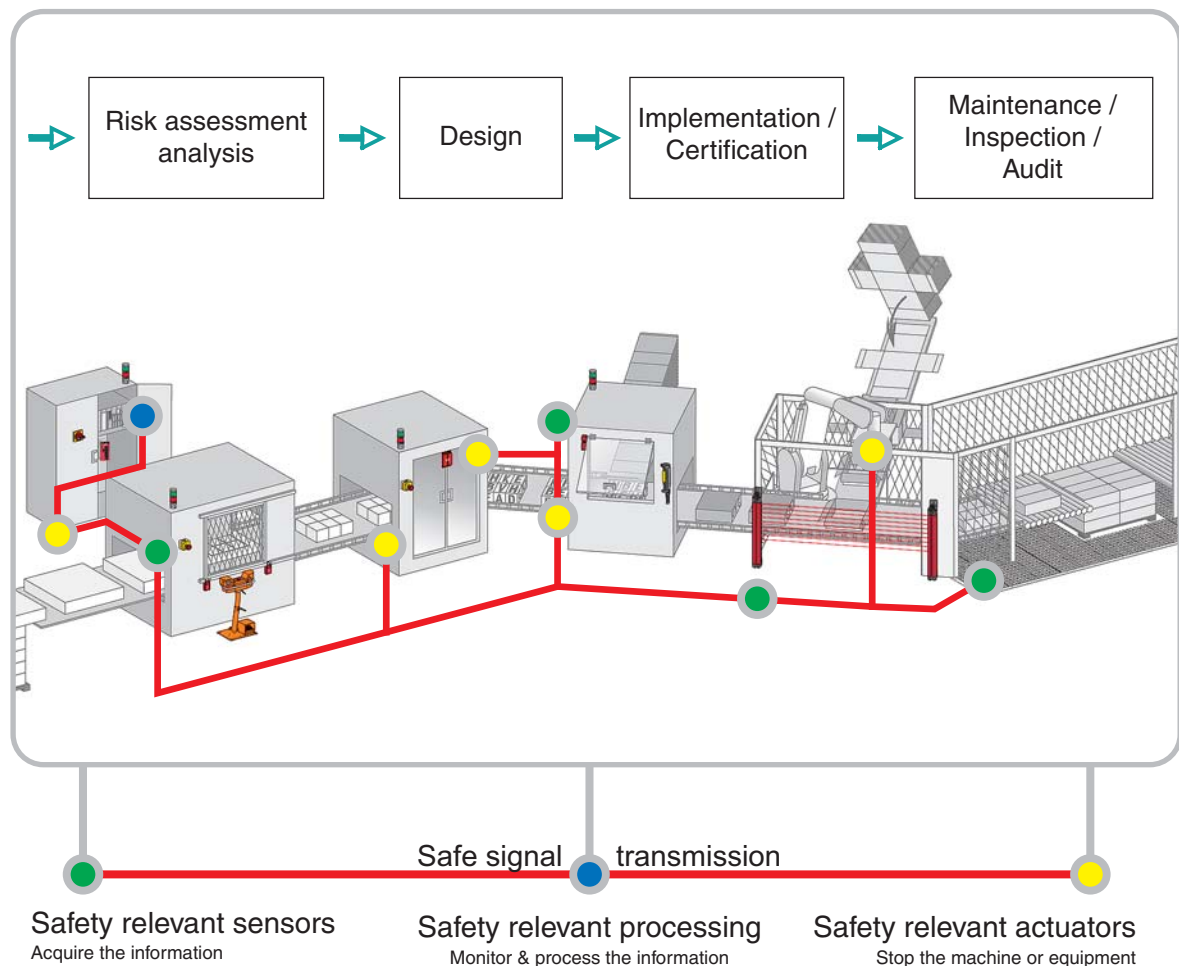 Risk assessment
analysis
Design
Implementation /
Certification
Maintenance /
Inspection /
Audit
Safe signal transmission
Safety relevant sensors
Acquire the information
Safety relevant processing
Monitor & process the information
Safety relevant actuators
Stop the machine or equipment